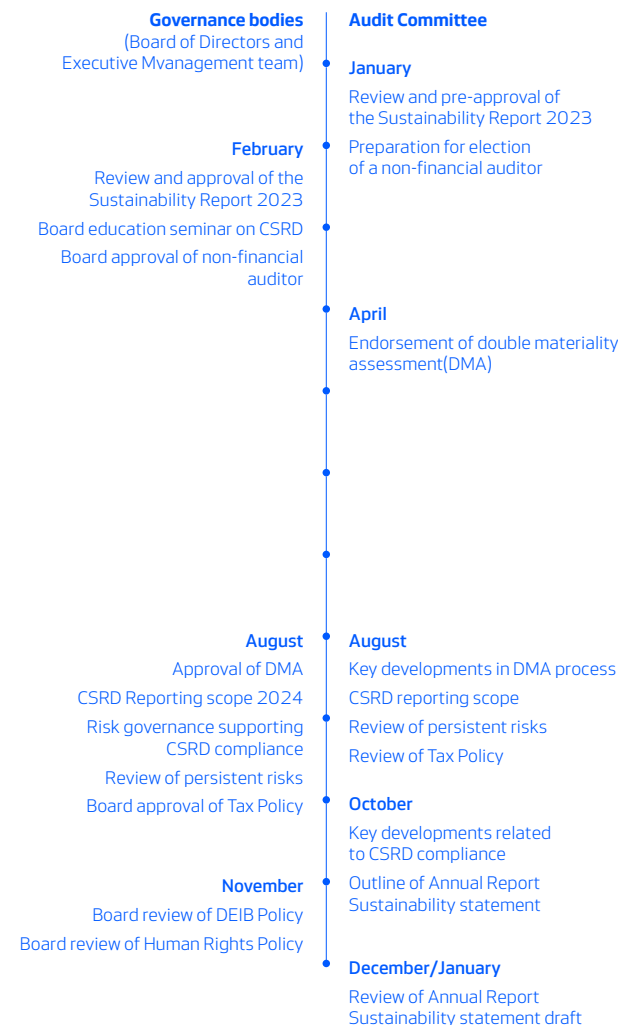 Governance bodies
(Board of Directors and
Executive Mvanagement team)
February
Review and approval of the
Sustainability Report 2023
Board education seminar on CSRD
Board approval of non-financial
auditor
August
Approval of DMA
CSRD Reporting scope 2024
Risk governance supporting
CSRD compliance
Review of persistent risks
Board approval of Tax Policy
November
Board review of DEIB Policy
Board review of Human Rights Policy
Audit Committee
January
Review and pre-approval of
the Sustainability Report 2023
Preparation for election
of a non-financial auditor
April
Endorsement of double materiality
assessment(DMA)
August
Key developments in DMA process
CSRD reporting scope
Review of persistent risks
Review of Tax Policy
October
Key developments related
to CSRD compliance
Outline of Annual Report
Sustainability statement
December/January
Review of Annual Report
Sustainability statement draft